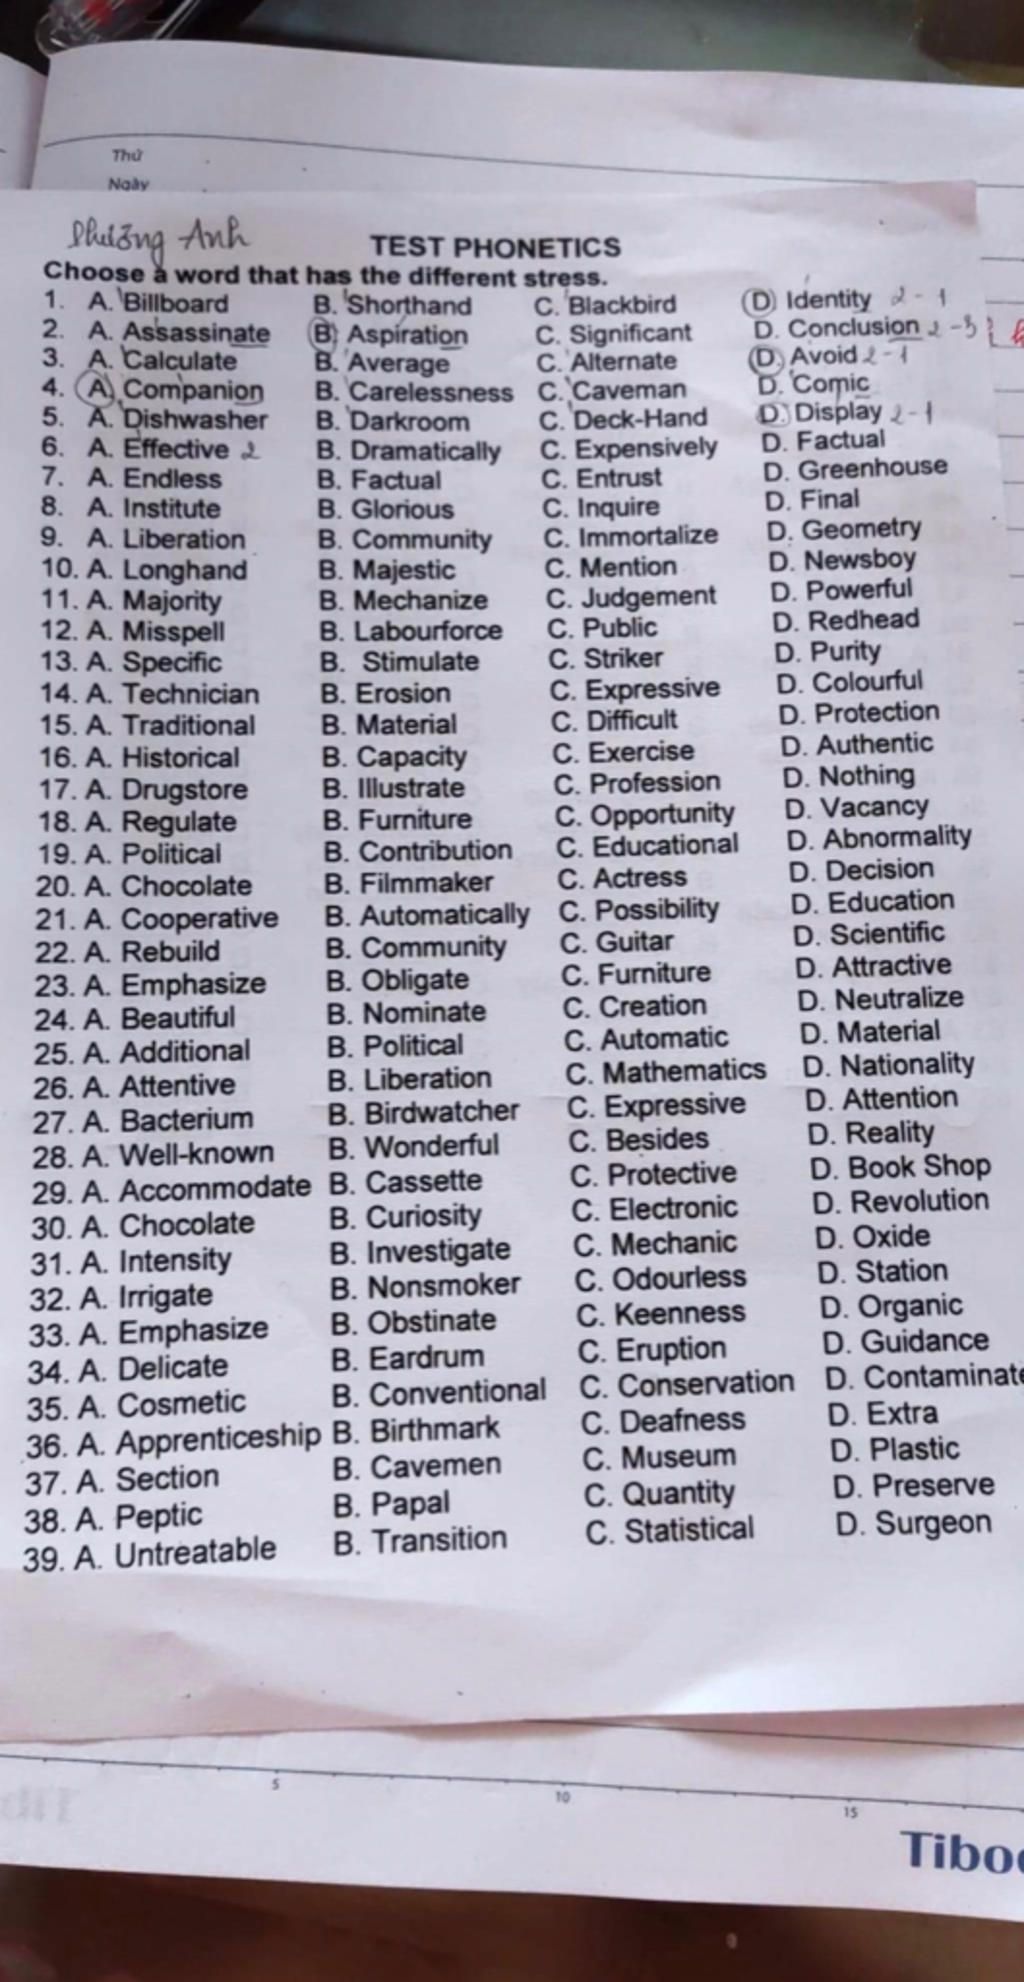 Thứ
Ngày
Phương Anh
TEST PHONETICS
Choose a word that has the different stress.
1. A. 'Billboard B. 'Shorthand C. 'Blackbird D. Identity 2 - 1
2. A. Assassinate B. Aspiration C. Significant D. Conclusion 2 - 3
3. A. 'Calculate B. 'Average C. 'Alternate D. Avoid 2 - 1
4. A. Companion B. 'Carelessness C. 'Caveman D. 'Comic
5. A. 'Dishwasher B. 'Darkroom C. 'Deck-Hand D. Display 2 - 1
6. A. Effective 2 B. Dramatically C. Expensively D. Factual
7. A. Endless B. Factual C. Entrust D. Greenhouse
8. A. Institute B. Glorious C. Inquire D. Final
9. A. Liberation B. Community C. Immortalize D. Geometry
10. A. Longhand B. Majestic C. Mention D. Newsboy
11. A. Majority B. Mechanize C. Judgement D. Powerful
12. A. Misspell B. Labourforce C. Public D. Redhead
13. A. Specific B. Stimulate C. Striker D. Purity
14. A. Technician B. Erosion C. Expressive D. Colourful
15. A. Traditional B. Material C. Difficult D. Protection
16. A. Historical B. Capacity C. Exercise D. Authentic
17. A. Drugstore B. Illustrate C. Profession D. Nothing
18. A. Regulate B. Furniture C. Opportunity D. Vacancy
19. A. Political B. Contribution C. Educational D. Abnormality
20. A. Chocolate B. Filmmaker C. Actress D. Decision
21. A. Cooperative B. Automatically C. Possibility D. Education
22. A. Rebuild B. Community C. Guitar D. Scientific
23. A. Emphasize B. Obligate C. Furniture D. Attractive
24. A. Beautiful B. Nominate C. Creation D. Neutralize
25. A. Additional B. Political C. Automatic D. Material
26. A. Attentive B. Liberation C. Mathematics D. Nationality
27. A. Bacterium B. Birdwatcher C. Expressive D. Attention
28. A. Well-known B. Wonderful C. Besides D. Reality
29. A. Accommodate B. Cassette C. Protective D. Book Shop
30. A. Chocolate B. Curiosity C. Electronic D. Revolution
31. A. Intensity B. Investigate C. Mechanic D. Oxide
32. A. Irrigate B. Nonsmoker C. Odourless D. Station
33. A. Emphasize B. Obstinate C. Keenness D. Organic
34. A. Delicate B. Eardrum C. Eruption D. Guidance
35. A. Cosmetic B. Conventional C. Conservation D. Contaminate
36. A. Apprenticeship B. Birthmark C. Deafness D. Extra
37. A. Section B. Cavemen C. Museum D. Plastic
38. A. Peptic B. Papal C. Quantity D. Preserve
39. A. Untreatable B. Transition C. Statistical D. Surgeon
5 10 15